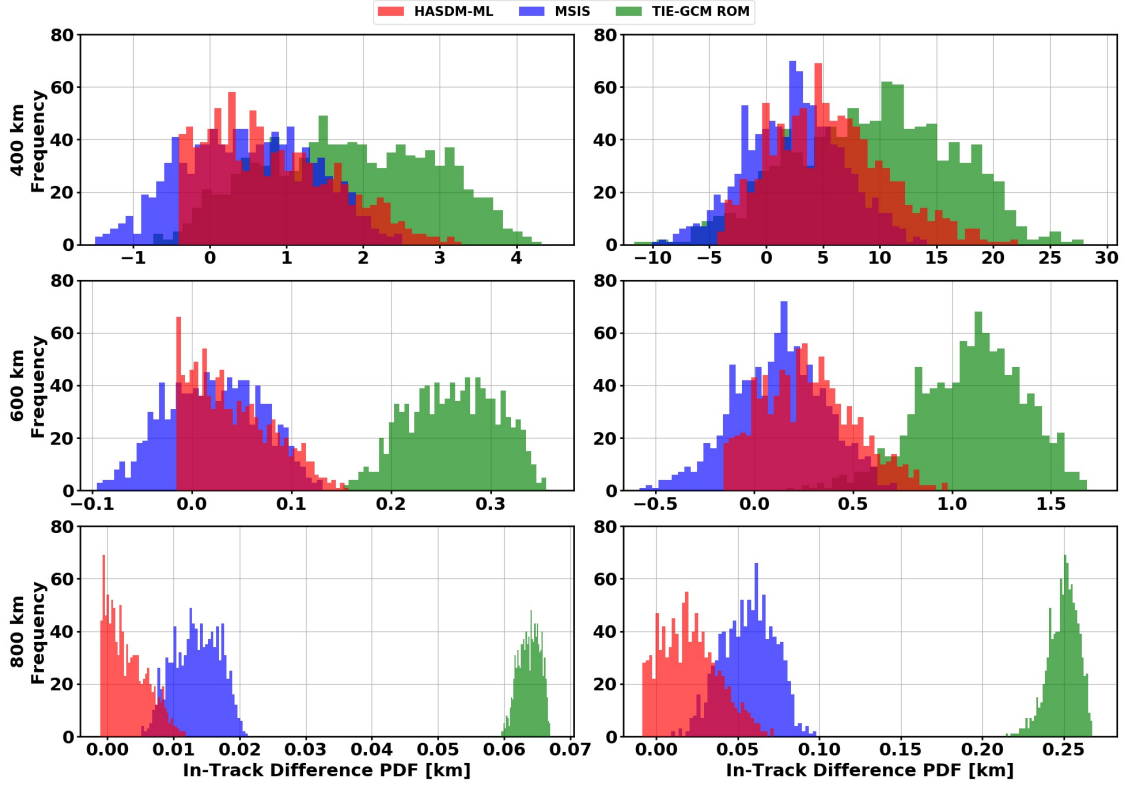 HASDM-ML MSIS TIE-GCM ROM
80
60
40
20
0
400 km
Frequency
−1 0 1 2 3 4
80
60
40
20
0
−10 −5 0 5 10 15 20 25 30
80
60
40
20
0
600 km
Frequency
−0.1 0.0 0.1 0.2 0.3
80
60
40
20
0
−0.5 0.0 0.5 1.0 1.5
80
60
40
20
0
800 km
Frequency
0.00 0.01 0.02 0.03 0.04 0.05 0.06 0.07
In-Track Difference PDF [km]
80
60
40
20
0
0.00 0.05 0.10 0.15 0.20 0.25
In-Track Difference PDF [km]